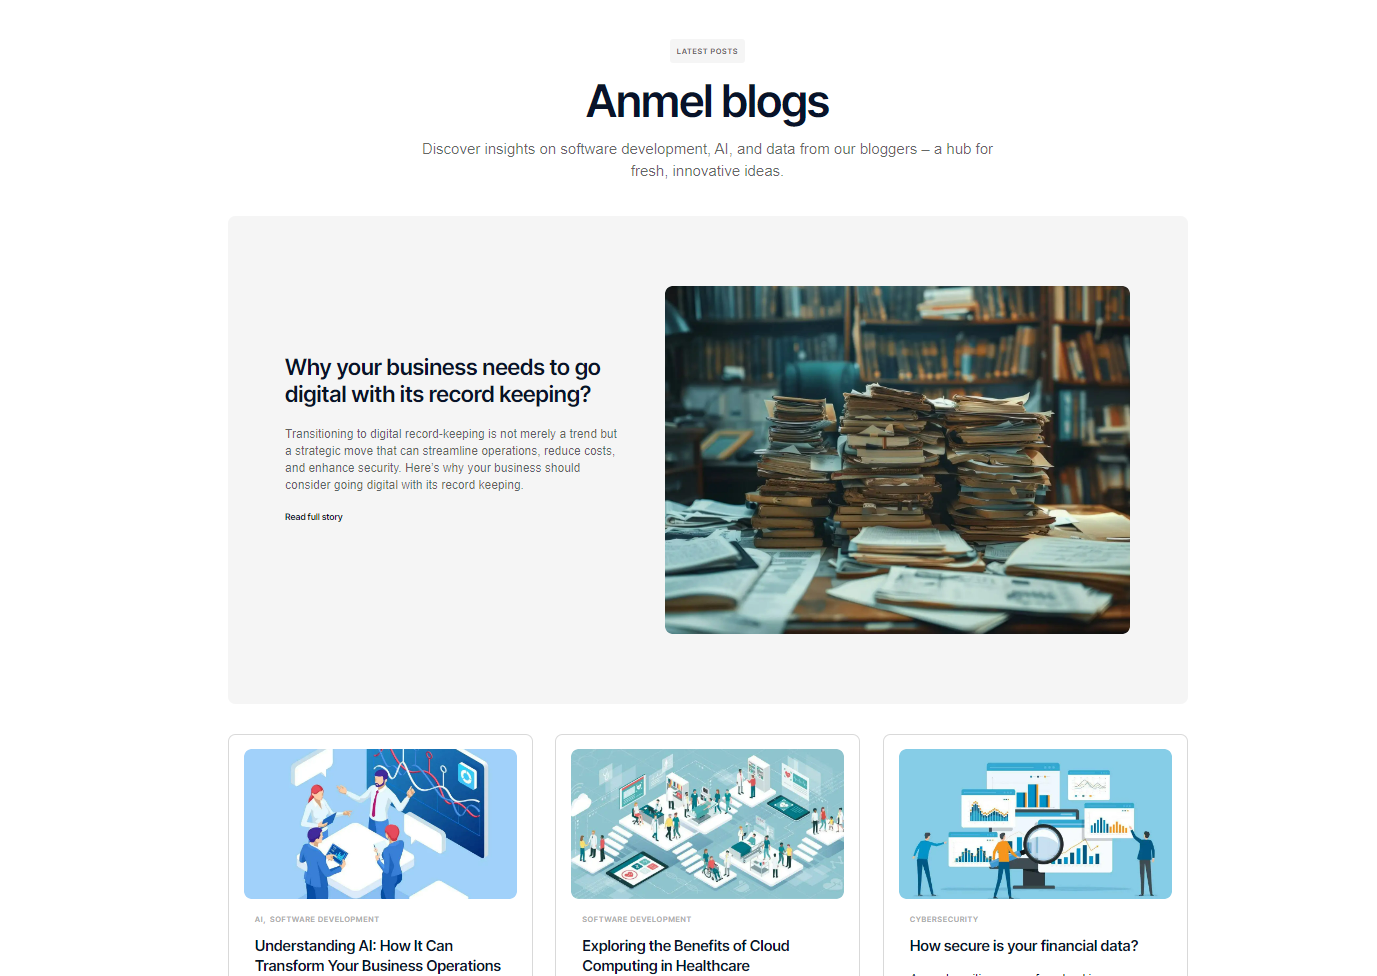 LATEST POSTS
Anmel blogs
Discover insights on software development, AI, and data from our bloggers – a hub for
fresh, innovative ideas.
Why your business needs to go
digital with its record keeping?
Transitioning to digital record-keeping is not merely a trend but
a strategic move that can streamline operations, reduce costs,
and enhance security. Here's why your business should
consider going digital with its record keeping.
Read full story
AI, SOFTWARE DEVELOPMENT
Understanding AI: How It Can
Transform Your Business Operations
SOFTWARE DEVELOPMENT
Exploring the Benefits of Cloud
Computing in Healthcare
CYBERSECURITY
How secure is your financial data?